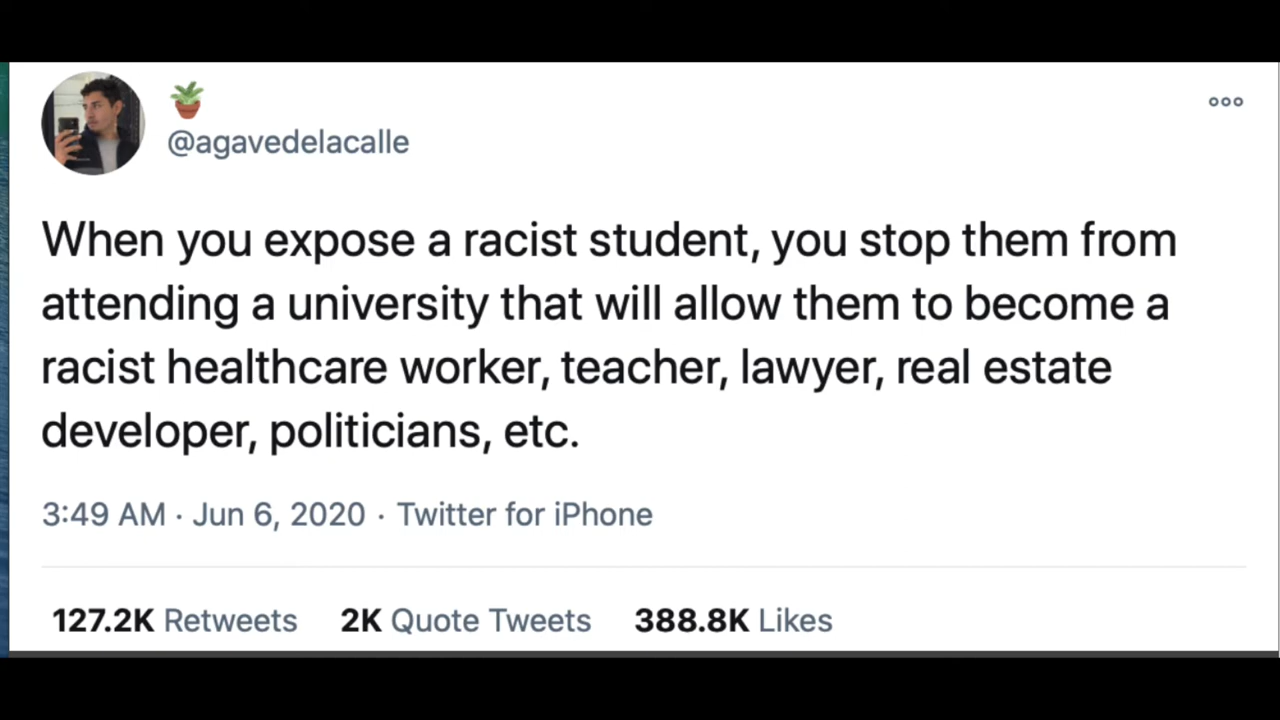 @agavedelacalle
When you expose a racist student, you stop them from
attending a university that will allow them to become a
racist healthcare worker, teacher, lawyer, real estate
developer, politicians, etc.
3:49 AM · Jun 6, 2020 · Twitter for iPhone
127.2K Retweets 2K Quote Tweets 388.8K Likes